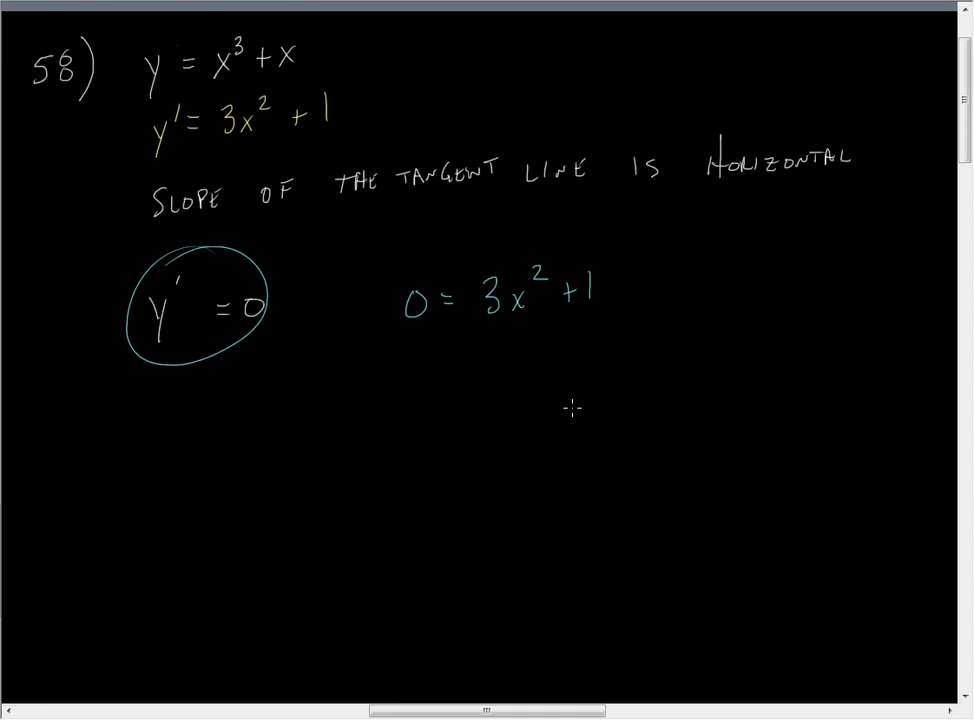 58) y = x³ + x
y' = 3x² + 1
SLOPE OF THE TANGENT LINE IS HORIZONTAL
y' = 0 0 = 3x² + 1